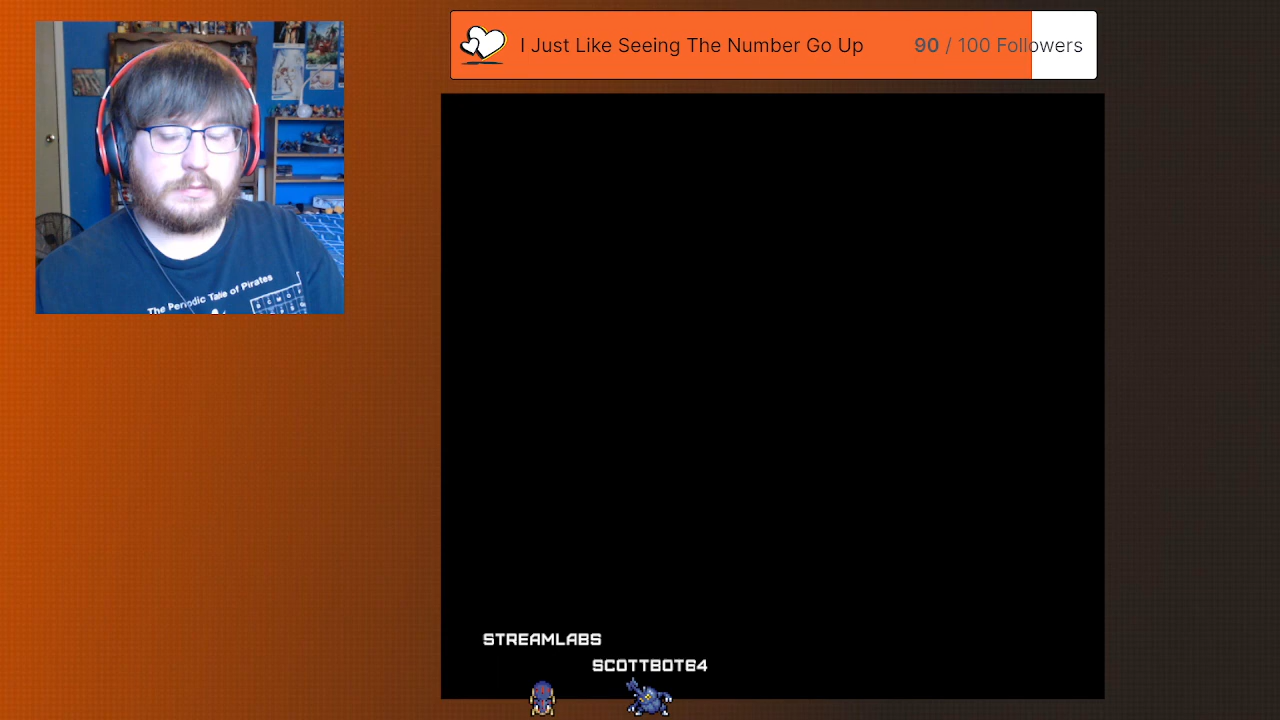 I Just Like Seeing The Number Go Up 90 / 100 Followers
The Periodic Table of Pirates
STREAMLABS
SCOTTBOT64